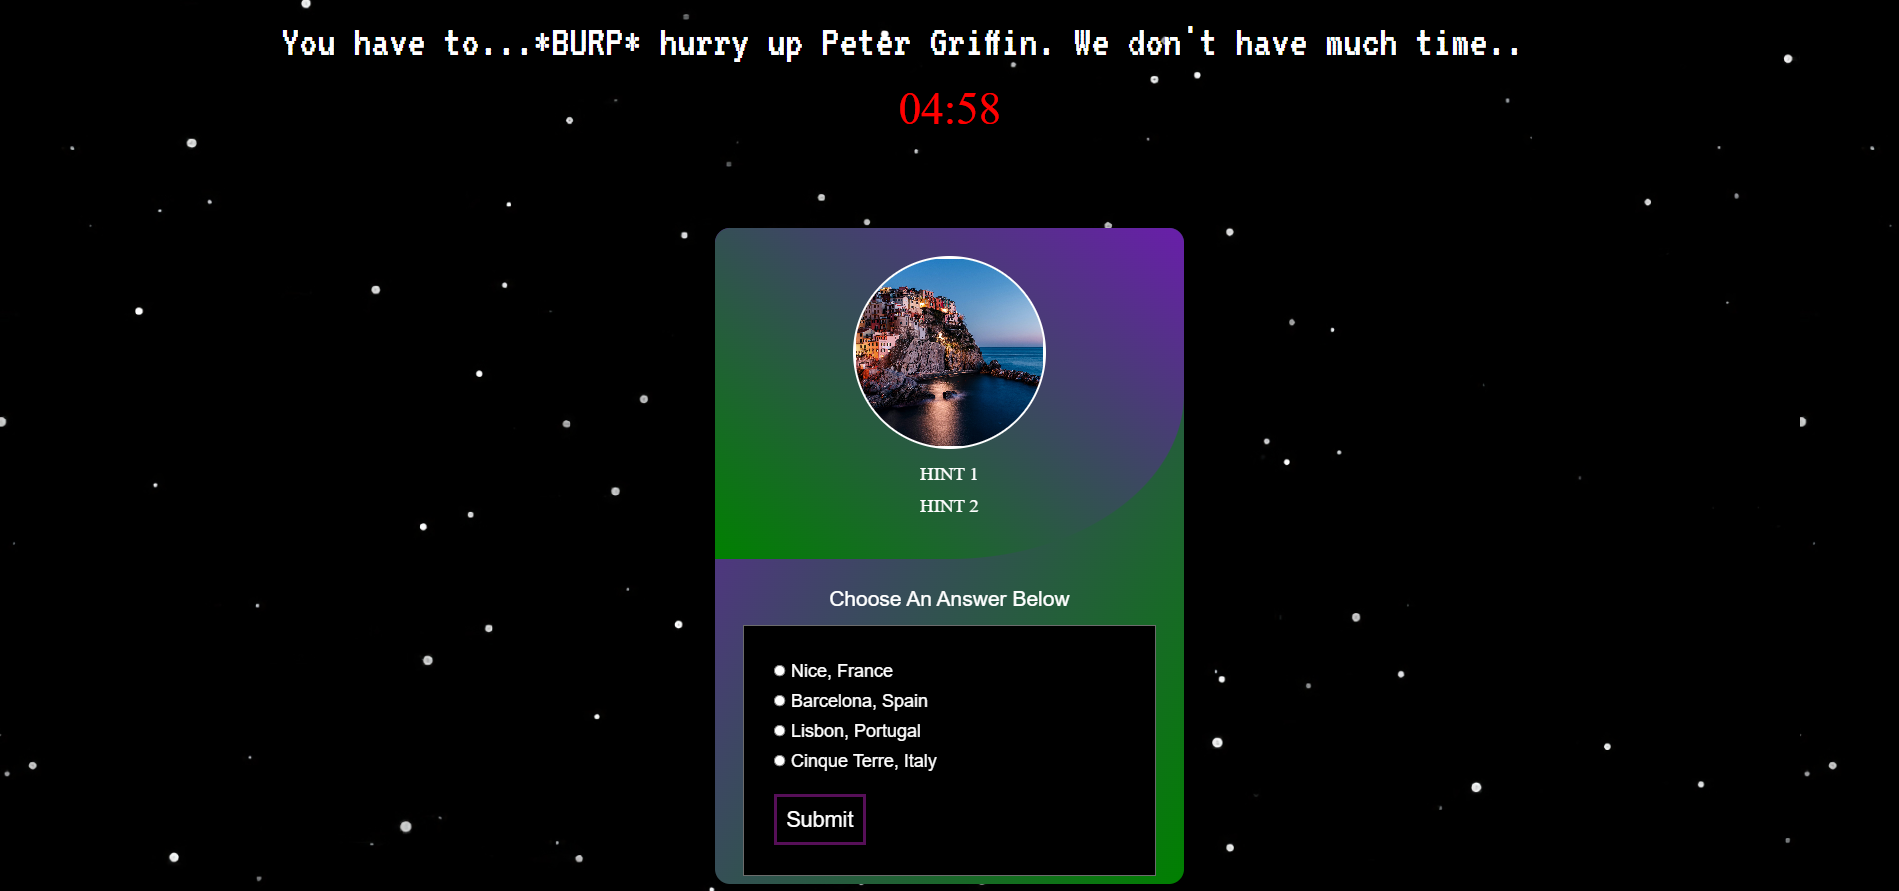 You have to...*BURP* hurry up Peter Griffin. We don't have much time..
04:58
HINT 1
HINT 2
Choose An Answer Below
Nice, France
Barcelona, Spain
Lisbon, Portugal
Cinque Terre, Italy
Submit